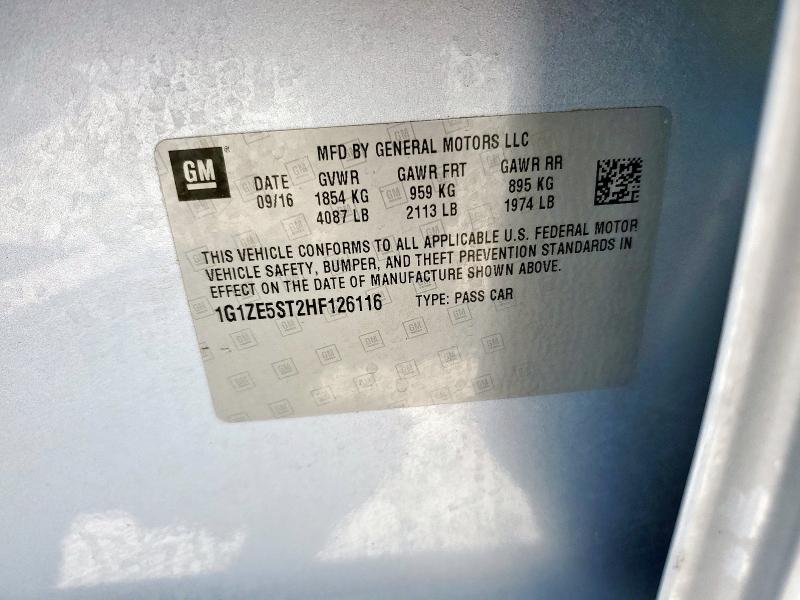 GM®
MFD BY GENERAL MOTORS LLC
DATE GVWR GAWR FRT GAWR RR
09/16 1854 KG 959 KG 895 KG
4087 LB 2113 LB 1974 LB
THIS VEHICLE CONFORMS TO ALL APPLICABLE U.S. FEDERAL MOTOR
VEHICLE SAFETY, BUMPER, AND THEFT PREVENTION STANDARDS IN
EFFECT ON THE DATE OF MANUFACTURE SHOWN ABOVE.
1G1ZE5ST2HF126116 TYPE: PASS CAR